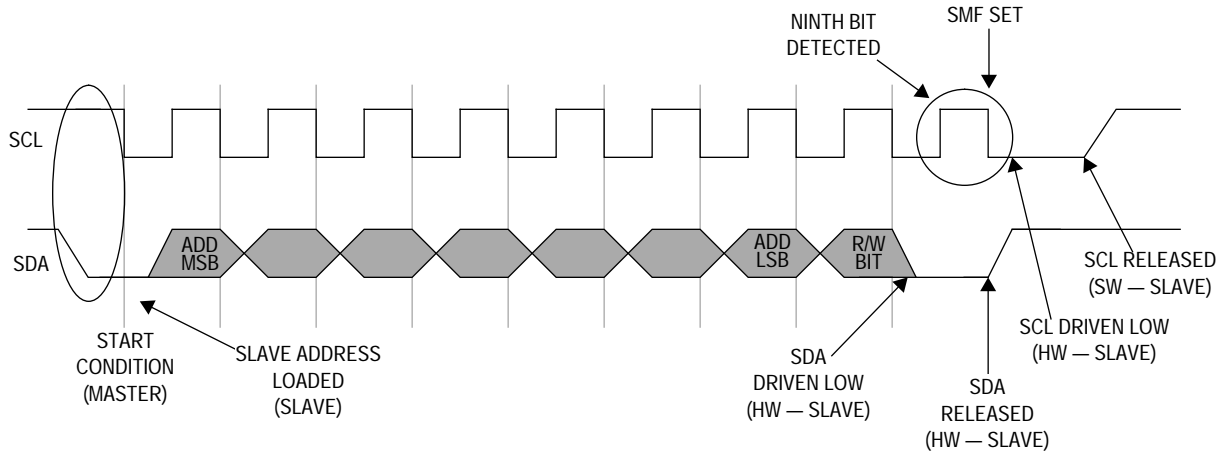 NINTH BIT
DETECTED
SMF SET
SCL
SDA
ADD
MSB
ADD
LSB
R/W
BIT
START
CONDITION
(MASTER)
SLAVE ADDRESS
LOADED
(SLAVE)
SDA
DRIVEN LOW
(HW — SLAVE)
SDA
RELEASED
(HW — SLAVE)
SCL DRIVEN LOW
(HW — SLAVE)
SCL RELEASED
(SW — SLAVE)